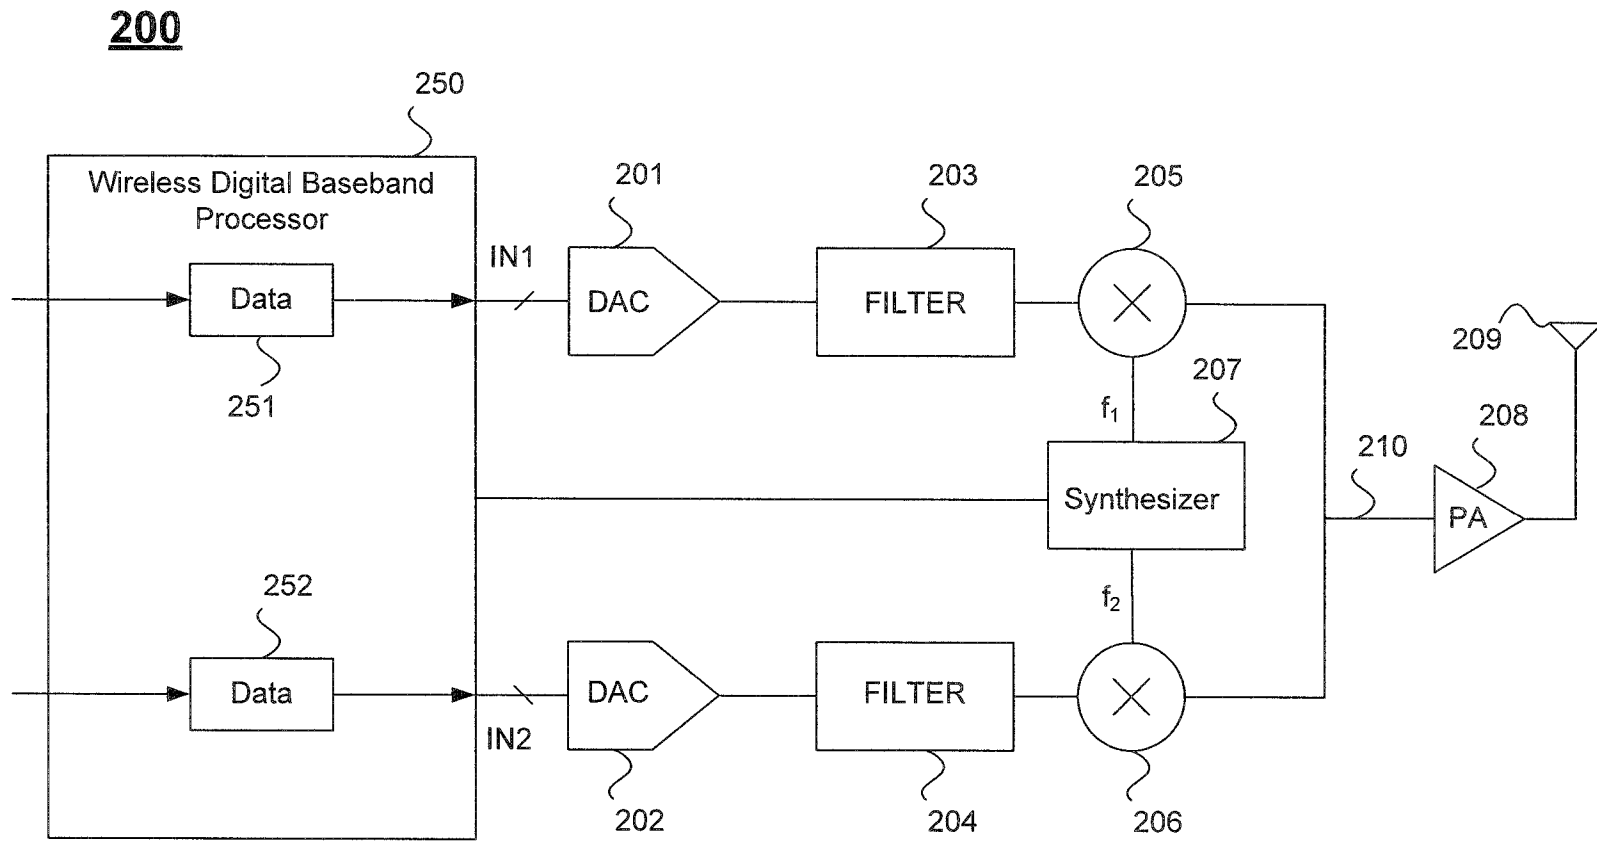 200
250
Wireless Digital Baseband
Processor
201
203
205
IN1
Data
DAC
FILTER
209
251
207
f1
208
210
Synthesizer
PA
252
f2
Data
DAC
FILTER
IN2
202
204
206